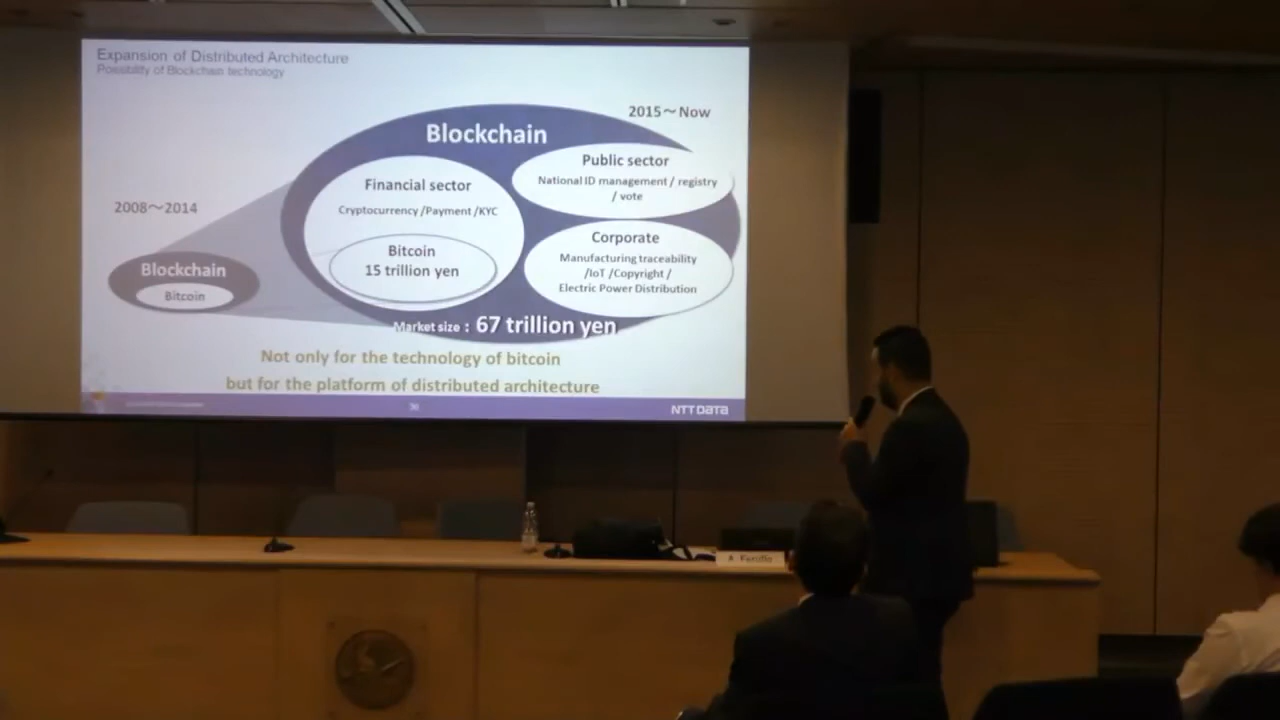 Expansion of Distributed Architecture
Possibility of Blockchain technology
2015～Now
Blockchain
Public sector
National ID management / registry
/ vote
Financial sector
Cryptocurrency /Payment /KYC
2008～2014
Corporate
Manufacturing traceability
/IoT /Copyright /
Electric Power Distribution
Bitcoin
15 trillion yen
Blockchain
Bitcoin
Market size : 67 trillion yen
Not only for the technology of bitcoin
but for the platform of distributed architecture
NTT DATA